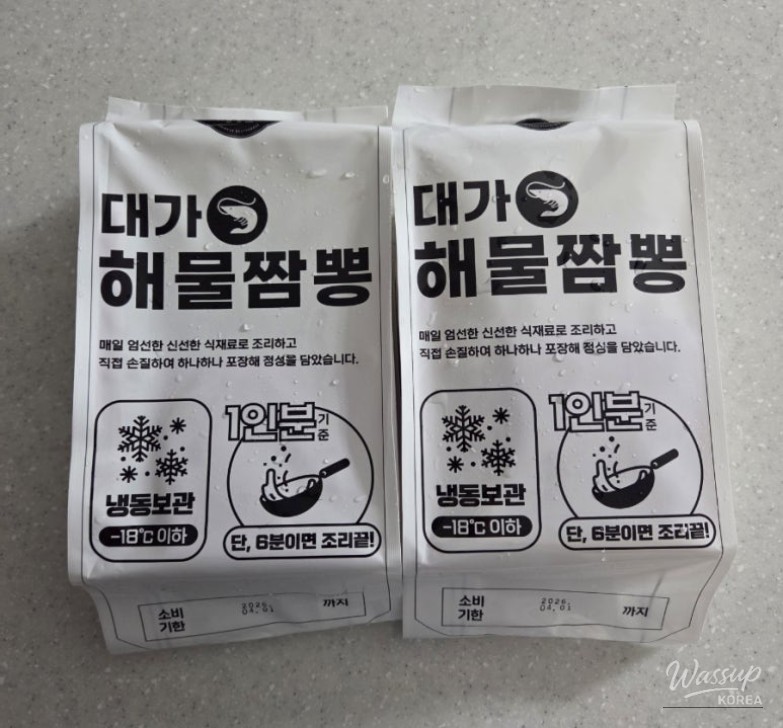 대가
해물짬뽕
매일 엄선한 신선한 식재료로 조리하고
직접 손질하여 하나하나 포장해 정성을 담았습니다.
냉동보관
-18℃ 이하
1인분 기준
단, 6분이면 조리끝!
소비기한
2026.
04.01
까지
대가
해물짬뽕
매일 엄선한 신선한 식재료로 조리하고
직접 손질하여 하나하나 포장해 정성을 담았습니다.
냉동보관
-18℃ 이하
1인분 기준
단, 6분이면 조리끝!
소비기한
2026.
04.01
까지
Wassup
KOREA